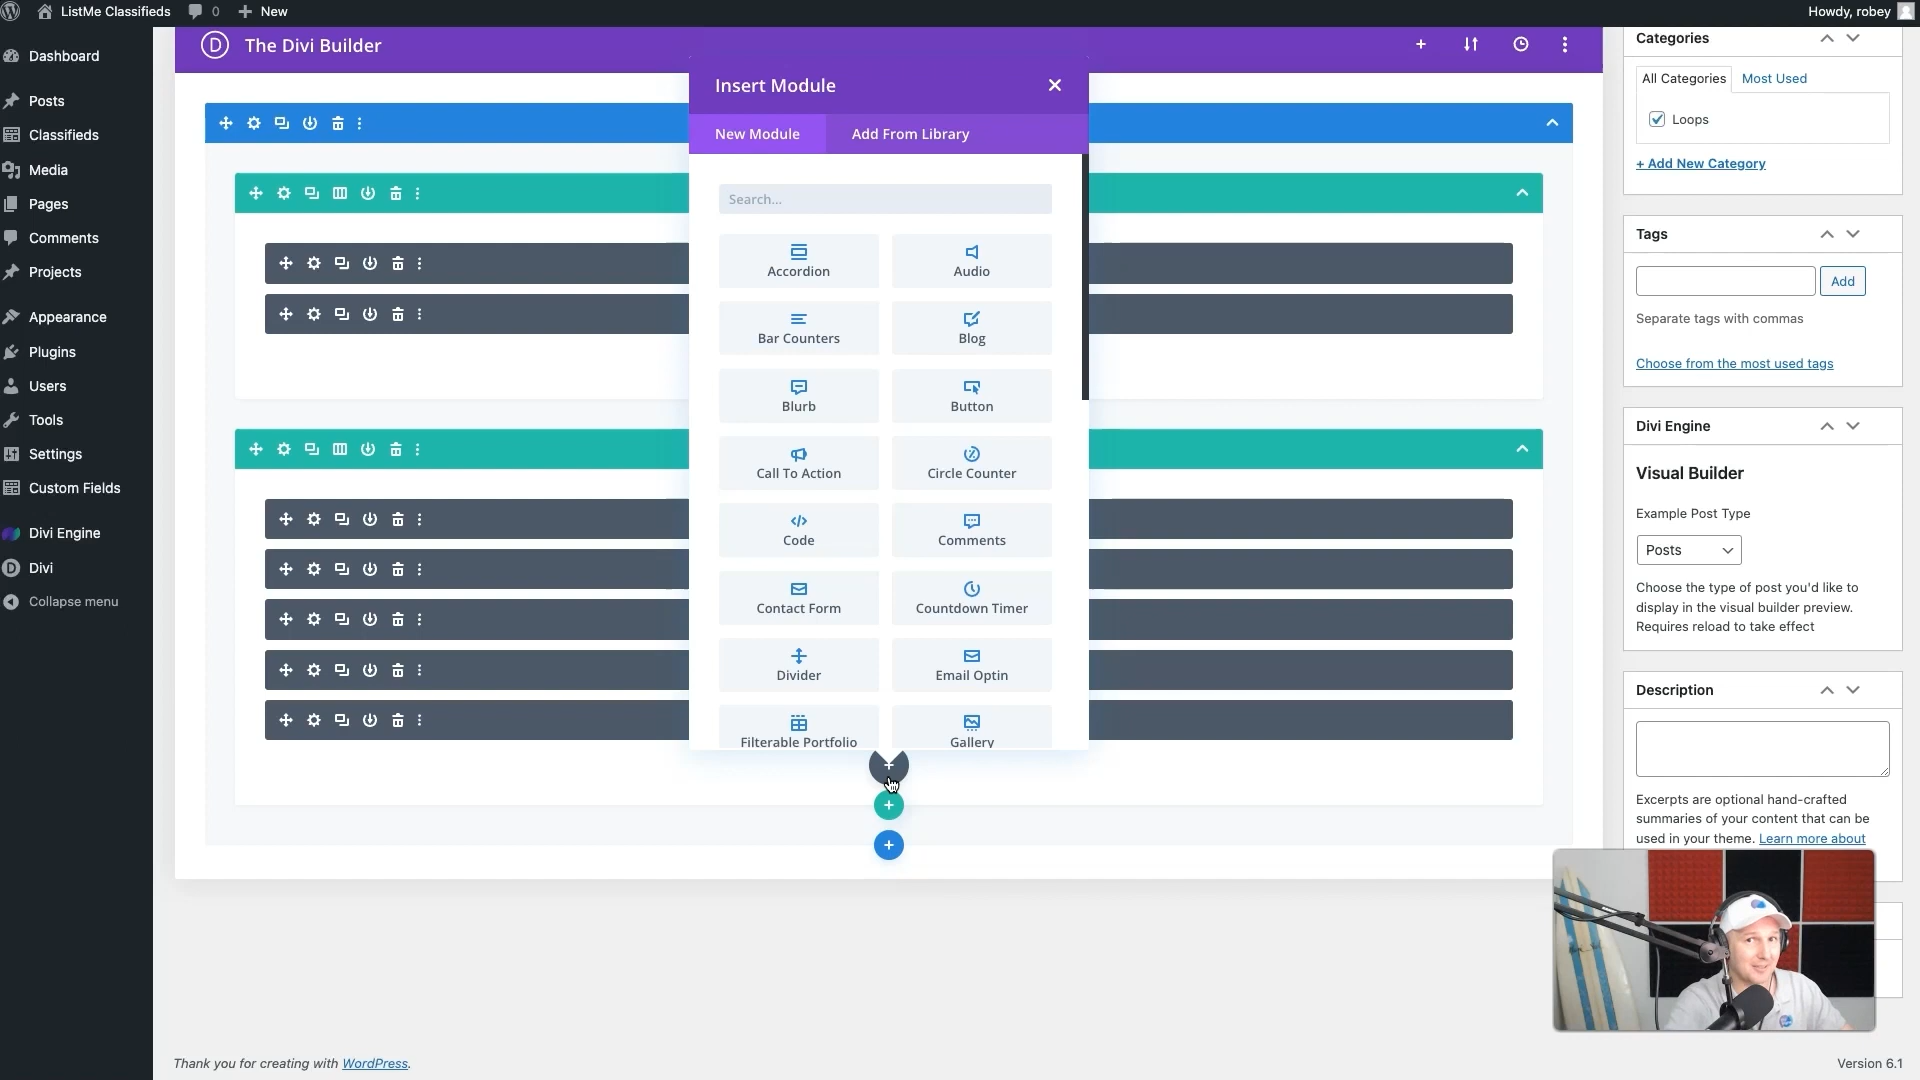 ListMe Classifieds
0
New
Howdy, robey
Dashboard
Posts
Classifieds
Media
Pages
Comments
Projects
Appearance
Plugins
Users
Tools
Settings
Custom Fields
Divi Engine
Divi
Collapse menu
D
The Divi Builder
Insert Module
New Module
Add From Library
Search...
Accordion
Audio
Bar Counters
Blog
Blurb
Button
Call To Action
Circle Counter
Code
Comments
Contact Form
Countdown Timer
Divider
Email Optin
Filterable Portfolio
Gallery
Categories
All Categories
Most Used
Loops
+ Add New Category
Tags
Add
Separate tags with commas
Choose from the most used tags
Divi Engine
Visual Builder
Example Post Type
Posts
Choose the type of post you'd like to
display in the visual builder preview.
Requires reload to take effect
Description
Excerpts are optional hand-crafted
summaries of your content that can be
used in your theme. Learn more about
Thank you for creating with WordPress.
Version 6.1